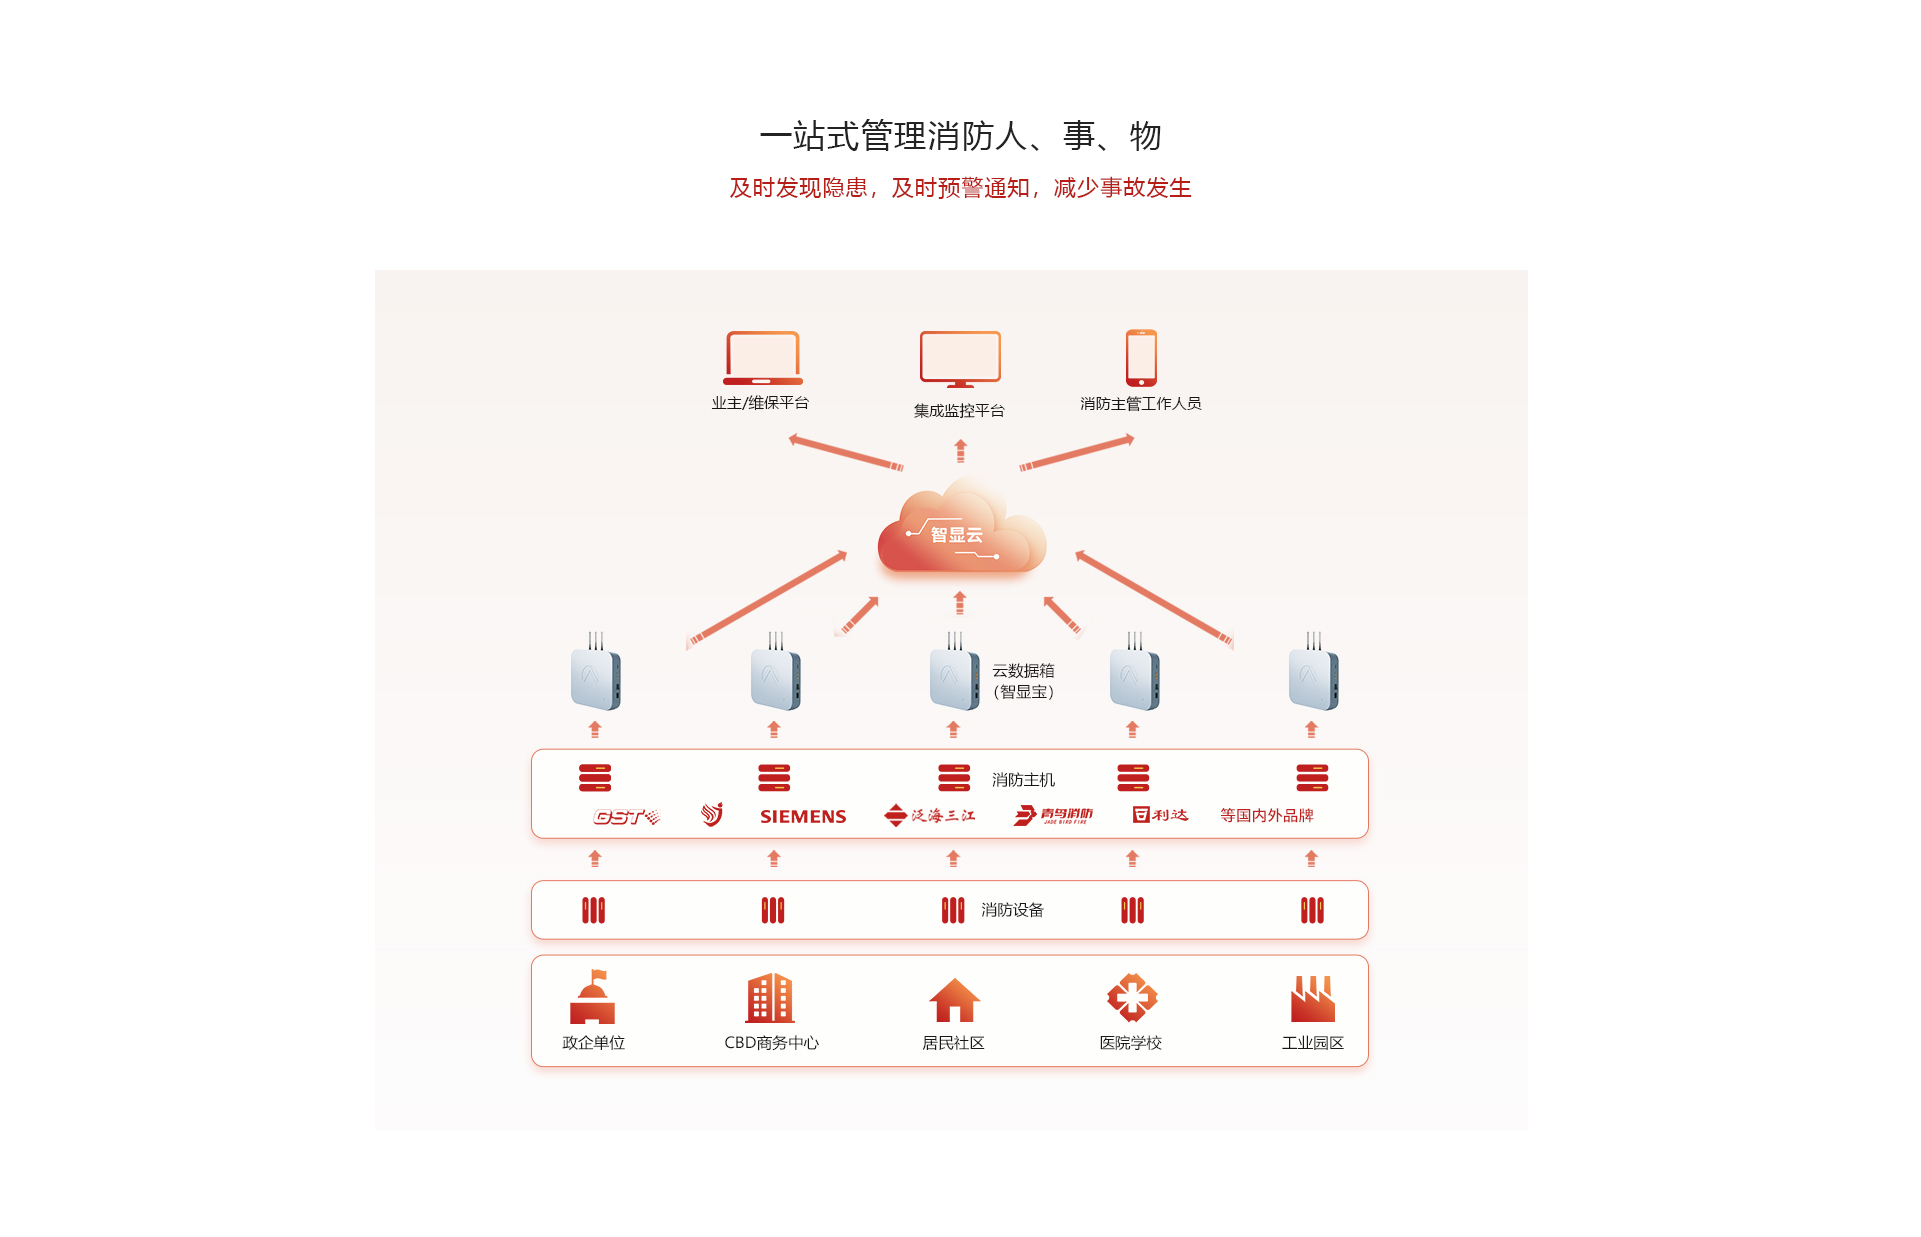 一站式管理消防人、事、物
及时发现隐患，及时预警通知，减少事故发生
业主/维保平台
集成监控平台
消防主管工作人员
智显云
云数据箱
（智显宝）
消防主机
GST
SIEMENS
泛海三江
青鸟消防
JADE BIRD FIRE
利达
等国内外品牌
消防设备
政企单位
CBD商务中心
居民社区
医院学校
工业园区